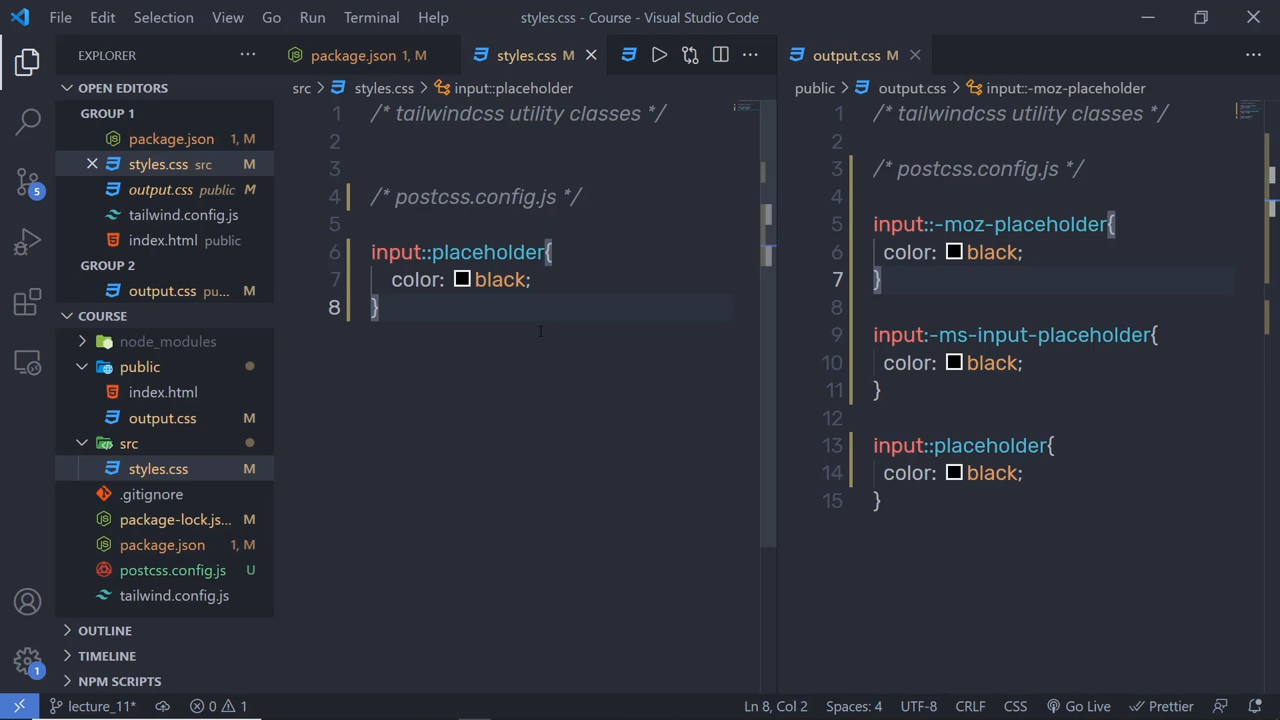 File Edit Selection View Go Run Terminal Help styles.css - Course - Visual Studio Code
EXPLORER ···
OPEN EDITORS
GROUP 1
package.json 1, M
styles.css src M
output.css public M
tailwind.config.js
index.html public
GROUP 2
output.css pu... M
COURSE
node_modules
public
index.html
output.css M
src
styles.css M
.gitignore
package-lock.js... M
package.json 1, M
postcss.config.js U
tailwind.config.js
OUTLINE
TIMELINE
NPM SCRIPTS
5
1
package.json 1, M styles.css M
src > styles.css > input::placeholder
1 /* tailwindcss utility classes */
2
3
4 /* postcss.config.js */
5
6 input::placeholder{
7 color: black;
8 }
output.css M
public > output.css > input::-moz-placeholder
1 /* tailwindcss utility classes */
2
3 /* postcss.config.js */
4
5 input::-moz-placeholder{
6 color: black;
7 }
8
9 input:-ms-input-placeholder{
10 color: black;
11 }
12
13 input::placeholder{
14 color: black;
15 }
lecture_11* 0 1 Ln 8, Col 2 Spaces: 4 UTF-8 CRLF CSS Go Live Prettier